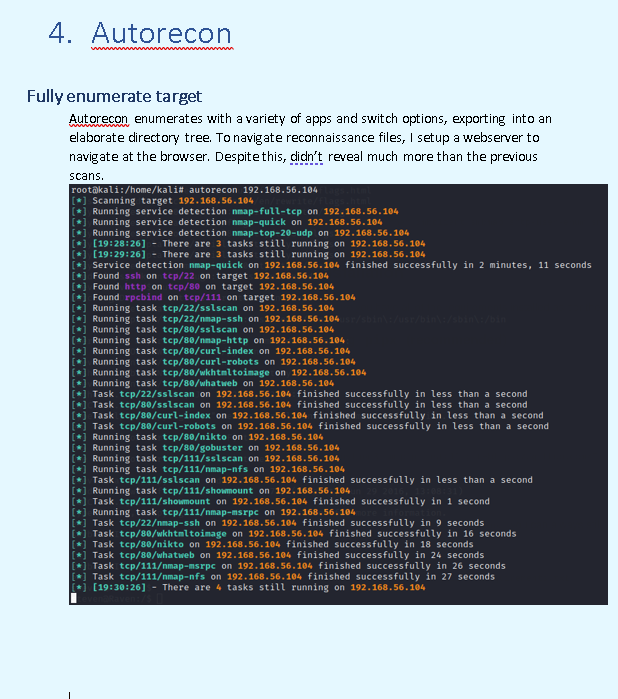 4. Autorecon
Fully enumerate target
Autorecon enumerates with a variety of apps and switch options, exporting into an
elaborate directory tree. To navigate reconnaissance files, I setup a webserver to
navigate at the browser. Despite this, didn't reveal much more than the previous
scans.
root@kali:/home/kali# autorecon 192.168.56.104
[*] Scanning target 192.168.56.104
[*] Running service detection nmap-full-tcp on 192.168.56.104
[*] Running service detection nmap-quick on 192.168.56.104
[*] Running service detection nmap-top-20-udp on 192.168.56.104
[*] [19:28:26] - There are 3 tasks still running on 192.168.56.104
[*] [19:29:26] - There are 3 tasks still running on 192.168.56.104
[*] Service detection nmap-quick on 192.168.56.104 finished successfully in 2 minutes, 11 seconds
[*] Found ssh on tcp/22 on target 192.168.56.104
[*] Found http on tcp/80 on target 192.168.56.104
[*] Found rpcbind on tcp/111 on target 192.168.56.104
[*] Running task tcp/22/sslscan on 192.168.56.104
[*] Running task tcp/22/nmap-ssh on 192.168.56.104
[*] Running task tcp/80/sslscan on 192.168.56.104
[*] Running task tcp/80/nmap-http on 192.168.56.104
[*] Running task tcp/80/curl-index on 192.168.56.104
[*] Running task tcp/80/curl-robots on 192.168.56.104
[*] Running task tcp/80/wkhtmltoimage on 192.168.56.104
[*] Running task tcp/80/whatweb on 192.168.56.104
[*] Task tcp/22/sslscan on 192.168.56.104 finished successfully in less than a second
[*] Task tcp/80/sslscan on 192.168.56.104 finished successfully in less than a second
[*] Task tcp/80/curl-index on 192.168.56.104 finished successfully in less than a second
[*] Task tcp/80/curl-robots on 192.168.56.104 finished successfully in less than a second
[*] Running task tcp/80/nikto on 192.168.56.104
[*] Running task tcp/80/gobuster on 192.168.56.104
[*] Running task tcp/111/sslscan on 192.168.56.104
[*] Running task tcp/111/nmap-nfs on 192.168.56.104
[*] Task tcp/111/sslscan on 192.168.56.104 finished successfully in less than a second
[*] Running task tcp/111/showmount on 192.168.56.104
[*] Task tcp/111/showmount on 192.168.56.104 finished successfully in 1 second
[*] Running task tcp/111/nmap-msrpc on 192.168.56.104
[*] Task tcp/22/nmap-ssh on 192.168.56.104 finished successfully in 9 seconds
[*] Task tcp/80/wkhtmltoimage on 192.168.56.104 finished successfully in 16 seconds
[*] Task tcp/80/nikto on 192.168.56.104 finished successfully in 18 seconds
[*] Task tcp/80/whatweb on 192.168.56.104 finished successfully in 24 seconds
[*] Task tcp/111/nmap-msrpc on 192.168.56.104 finished successfully in 26 seconds
[*] Task tcp/111/nmap-nfs on 192.168.56.104 finished successfully in 27 seconds
[*] [19:30:26] - There are 4 tasks still running on 192.168.56.104